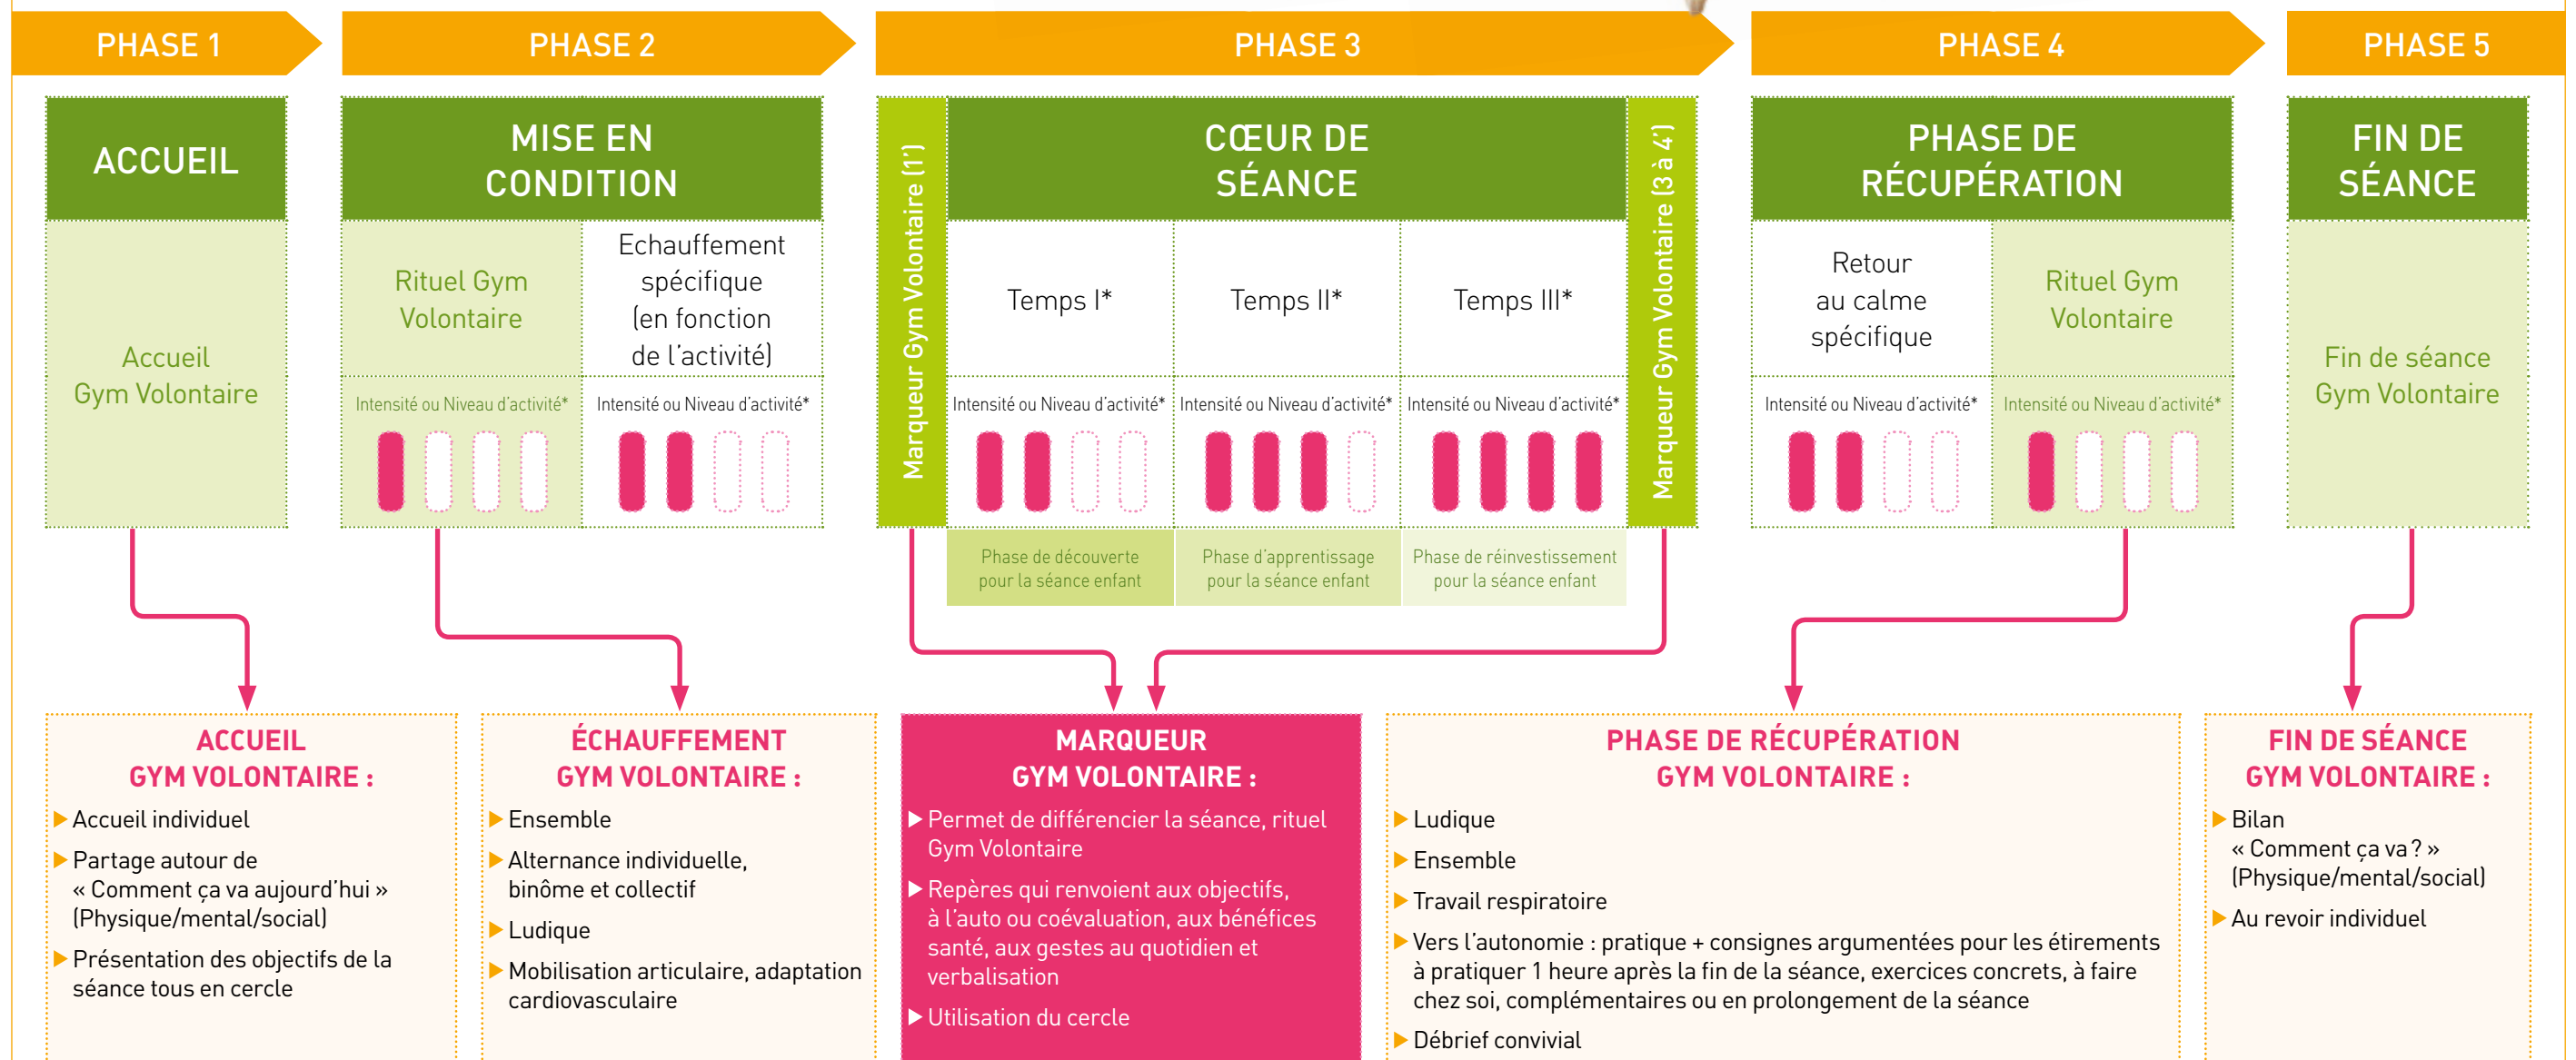 PHASE 1
PHASE 2
PHASE 3
PHASE 4
PHASE 5
ACCUEIL
Accueil
Gym Volontaire
MISE EN
CONDITION
Rituel Gym
Volontaire
Echauffement
spécifique
(en fonction
de l'activité)
Intensité ou Niveau d'activité*
Intensité ou Niveau d'activité*
Marqueur Gym Volontaire (1')
CŒUR DE
SÉANCE
Temps I*
Temps II*
Temps III*
Intensité ou Niveau d'activité*
Intensité ou Niveau d'activité*
Intensité ou Niveau d'activité*
Phase de découverte
pour la séance enfant
Phase d'apprentissage
pour la séance enfant
Phase de réinvestissement
pour la séance enfant
Marqueur Gym Volontaire (3 à 4')
PHASE DE
RÉCUPÉRATION
Retour
au calme
spécifique
Rituel Gym
Volontaire
Intensité ou Niveau d'activité*
Intensité ou Niveau d'activité*
FIN DE
SÉANCE
Fin de séance
Gym Volontaire
ACCUEIL
GYM VOLONTAIRE :
Accueil individuel
Partage autour de
« Comment ça va aujourd'hui »
(Physique/mental/social)
Présentation des objectifs de la
séance tous en cercle
ÉCHAUFFEMENT
GYM VOLONTAIRE :
Ensemble
Alternance individuelle,
binôme et collectif
Ludique
Mobilisation articulaire, adaptation
cardiovasculaire
MARQUEUR
GYM VOLONTAIRE :
Permet de différencier la séance, rituel
Gym Volontaire
Repères qui renvoient aux objectifs,
à l'auto ou coévaluation, aux bénéfices
santé, aux gestes au quotidien et
verbalisation
Utilisation du cercle
PHASE DE RÉCUPÉRATION
GYM VOLONTAIRE :
Ludique
Ensemble
Travail respiratoire
Vers l'autonomie : pratique + consignes argumentées pour les étirements
à pratiquer 1 heure après la fin de la séance, exercices concrets, à faire
chez soi, complémentaires ou en prolongement de la séance
Débrief convivial
FIN DE SÉANCE
GYM VOLONTAIRE :
Bilan
« Comment ça va ? »
(Physique/mental/social)
Au revoir individuel